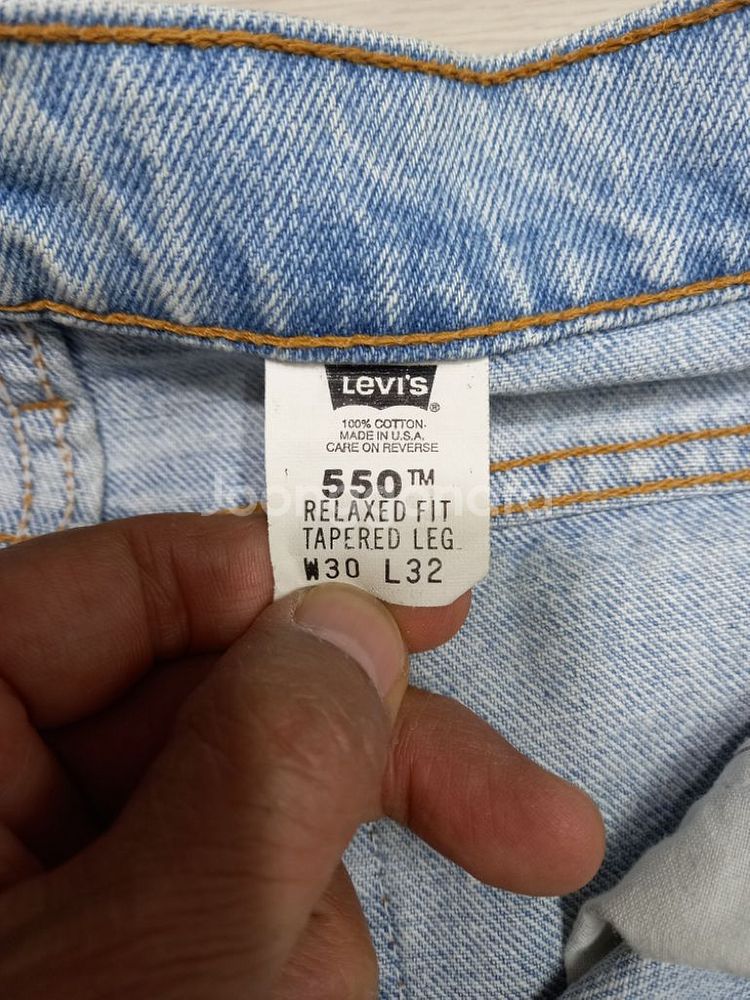 Levi's®
100% COTTON
MADE IN U.S.A.
CARE ON REVERSE
550™
RELAXED FIT
TAPERED LEG
W30 L32